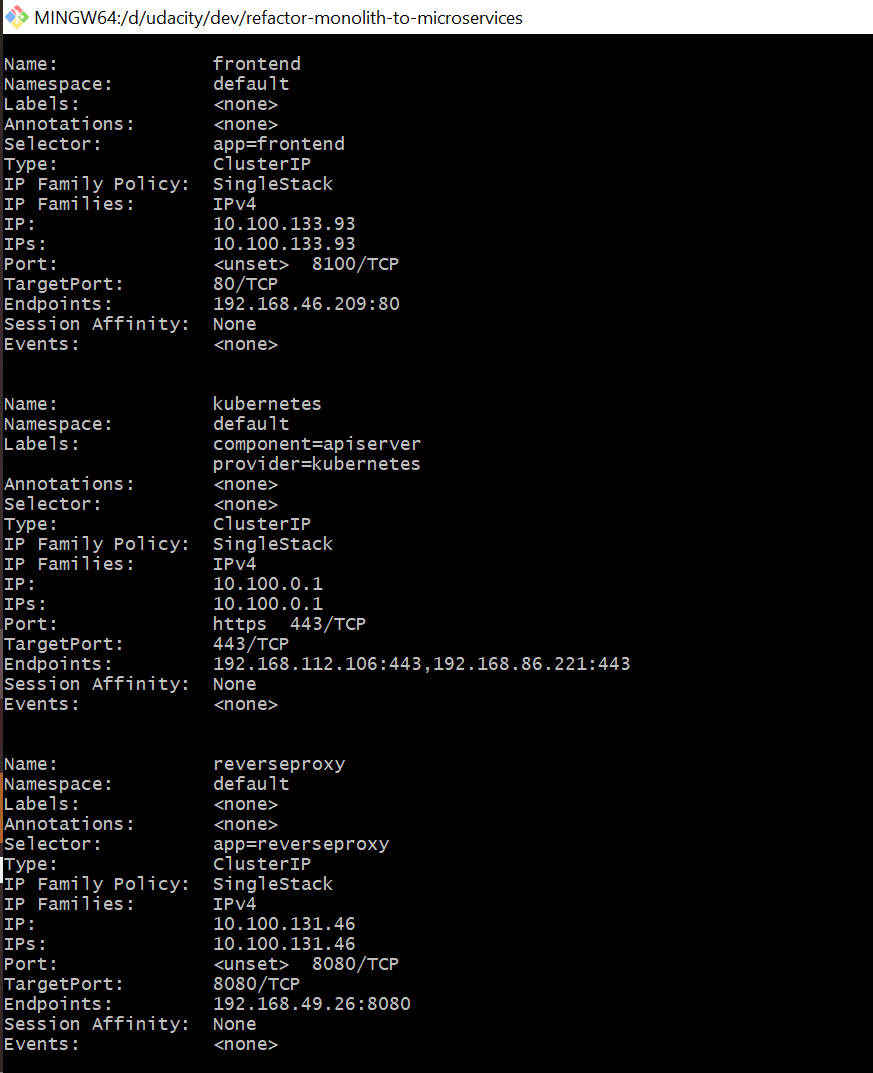 MINGW64:/d/udacity/dev/refactor-monolith-to-microservices
Name:              frontend
Namespace:         default
Labels:            <none>
Annotations:       <none>
Selector:          app=frontend
Type:              ClusterIP
IP Family Policy:  SingleStack
IP Families:       IPv4
IP:                10.100.133.93
IPs:               10.100.133.93
Port:              <unset>  8100/TCP
TargetPort:        80/TCP
Endpoints:         192.168.46.209:80
Session Affinity:  None
Events:            <none>
Name:              kubernetes
Namespace:         default
Labels:            component=apiserver
                   provider=kubernetes
Annotations:       <none>
Selector:          <none>
Type:              ClusterIP
IP Family Policy:  SingleStack
IP Families:       IPv4
IP:                10.100.0.1
IPs:               10.100.0.1
Port:              https  443/TCP
TargetPort:        443/TCP
Endpoints:         192.168.112.106:443,192.168.86.221:443
Session Affinity:  None
Events:            <none>
Name:              reverseproxy
Namespace:         default
Labels:            <none>
Annotations:       <none>
Selector:          app=reverseproxy
Type:              ClusterIP
IP Family Policy:  SingleStack
IP Families:       IPv4
IP:                10.100.131.46
IPs:               10.100.131.46
Port:              <unset>  8080/TCP
TargetPort:        8080/TCP
Endpoints:         192.168.49.26:8080
Session Affinity:  None
Events:            <none>